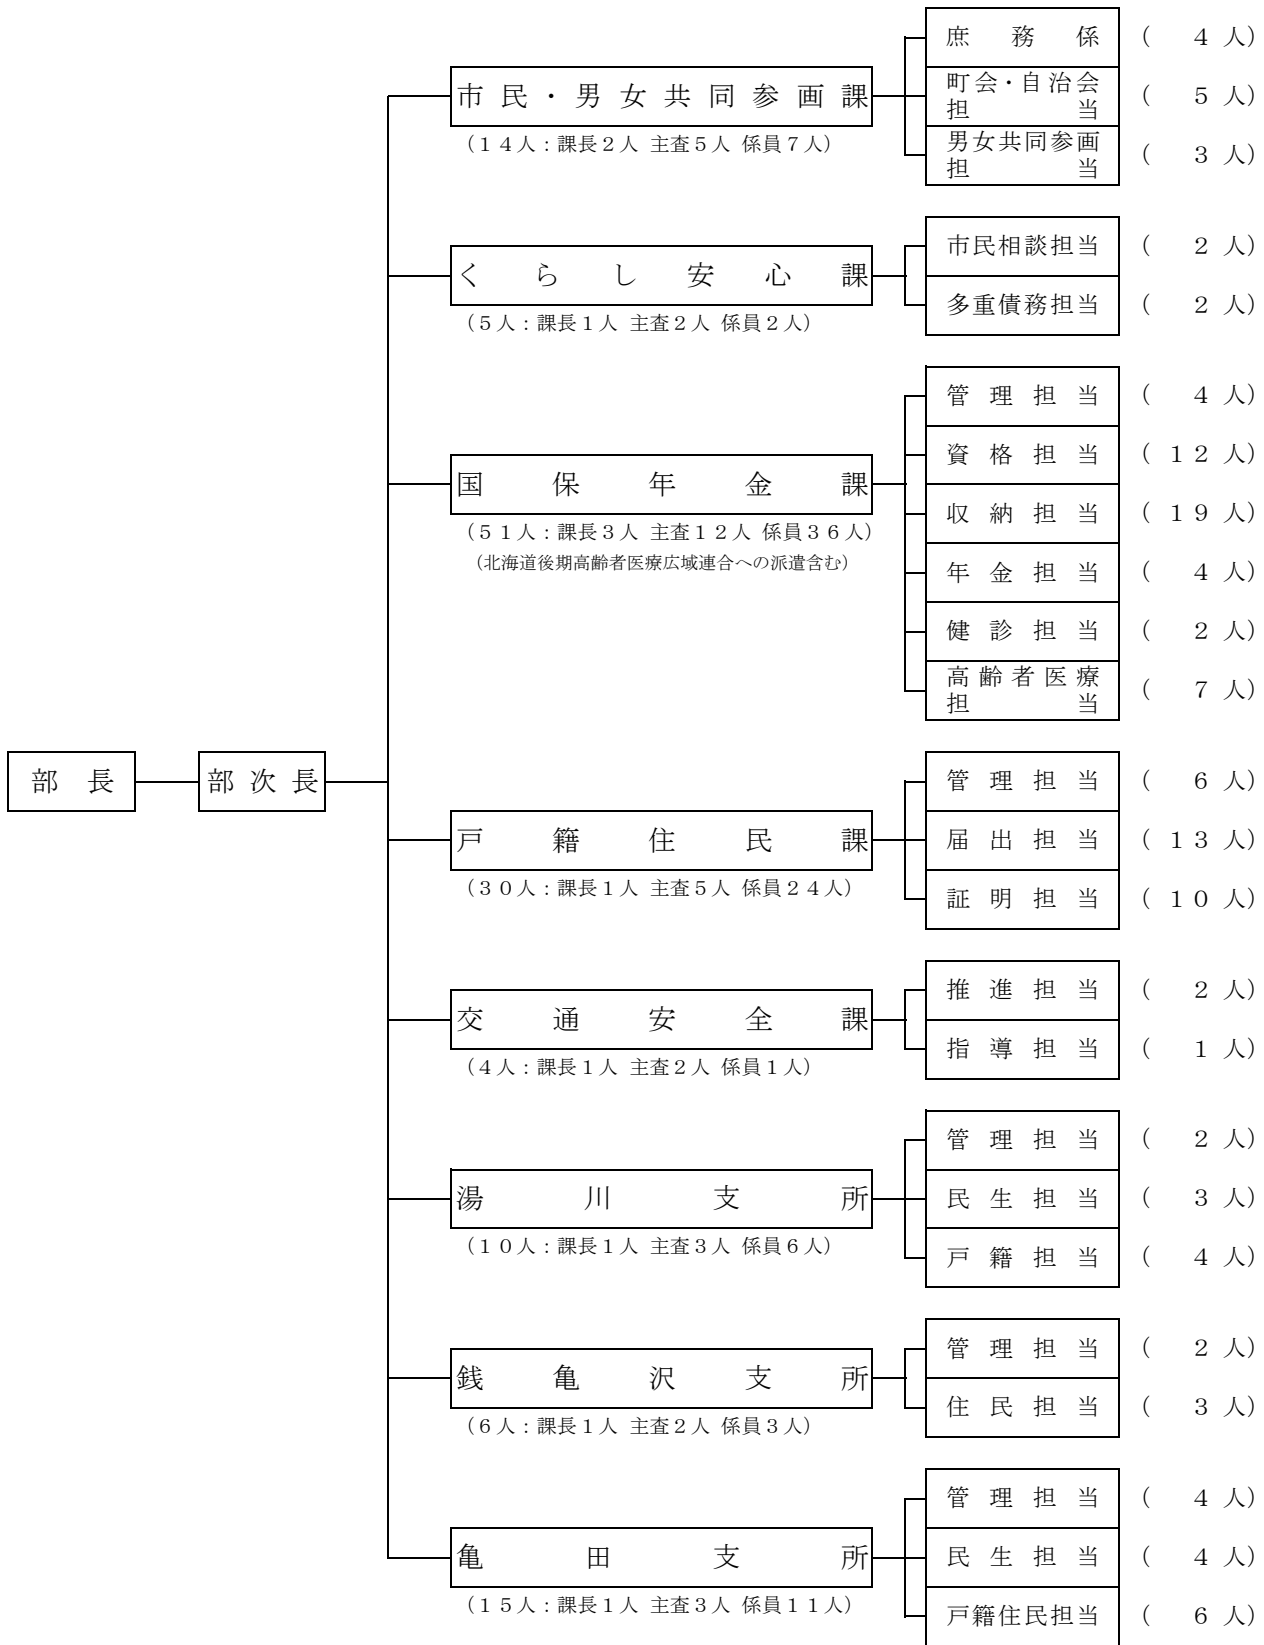 部長
部次長
市民・男女共同参画課
（１４人：課長２人 主査５人 係員７人）
庶務係（４人）
町会・自治会
担当（５人）
男女共同参画
担当（３人）
くらし安心課
（５人：課長１人 主査２人 係員２人）
市民相談担当（２人）
多重債務担当（２人）
国保年金課
（５１人：課長３人 主査１２人 係員３６人）
（北海道後期高齢者医療広域連合への派遣含む）
管理担当（４人）
資格担当（１２人）
収納担当（１９人）
年金担当（４人）
健診担当（２人）
高齢者医療
担当（７人）
戸籍住民課
（３０人：課長１人 主査５人 係員２４人）
管理担当（６人）
届出担当（１３人）
証明担当（１０人）
交通安全課
（４人：課長１人 主査２人 係員１人）
推進担当（２人）
指導担当（１人）
湯川支所
（１０人：課長１人 主査３人 係員６人）
管理担当（２人）
民生担当（３人）
戸籍担当（４人）
銭亀沢支所
（６人：課長１人 主査２人 係員３人）
管理担当（２人）
住民担当（３人）
亀田支所
（１５人：課長１人 主査３人 係員１１人）
管理担当（４人）
民生担当（４人）
戸籍住民担当（６人）